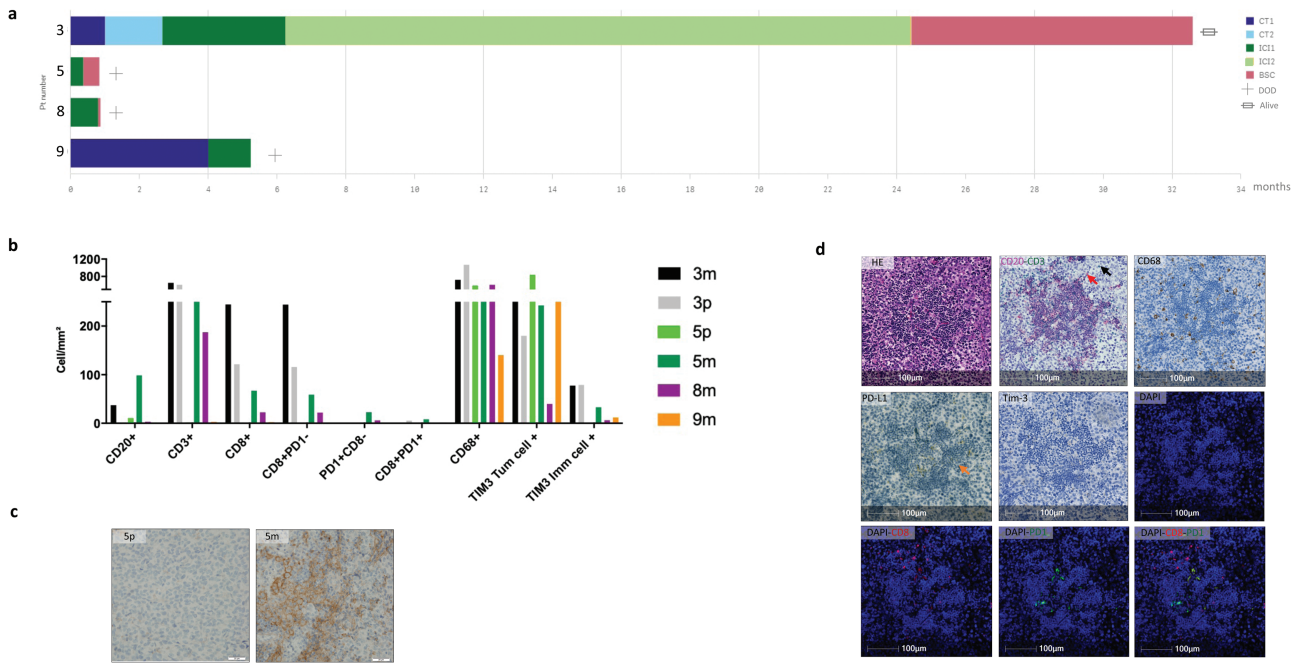 a
Pt number
3
5
8
9
0 2 4 6 8 10 12 14 16 18 20 22 24 26 28 30 32 34 months
CT1
CT2
ICI1
ICI2
BSC
DOD
Alive
b
Cell/mm²
1200
800
200
100
0
CD20+
CD3+
CD8+
CD8+PD1-
PD1+CD8-
CD8+PD1+
CD68+
TIM3 Tum cell +
TIM3 Imm cell +
3m
3p
5p
5m
8m
9m
c
5p
5m
d
HE
100µm
CD20-CD3
100µm
CD68
100µm
PD-L1
100µm
Tim-3
100µm
DAPI
100µm
DAPI-CD8
100µm
DAPI-PD1
100µm
DAPI-CD8-PD1
100µm